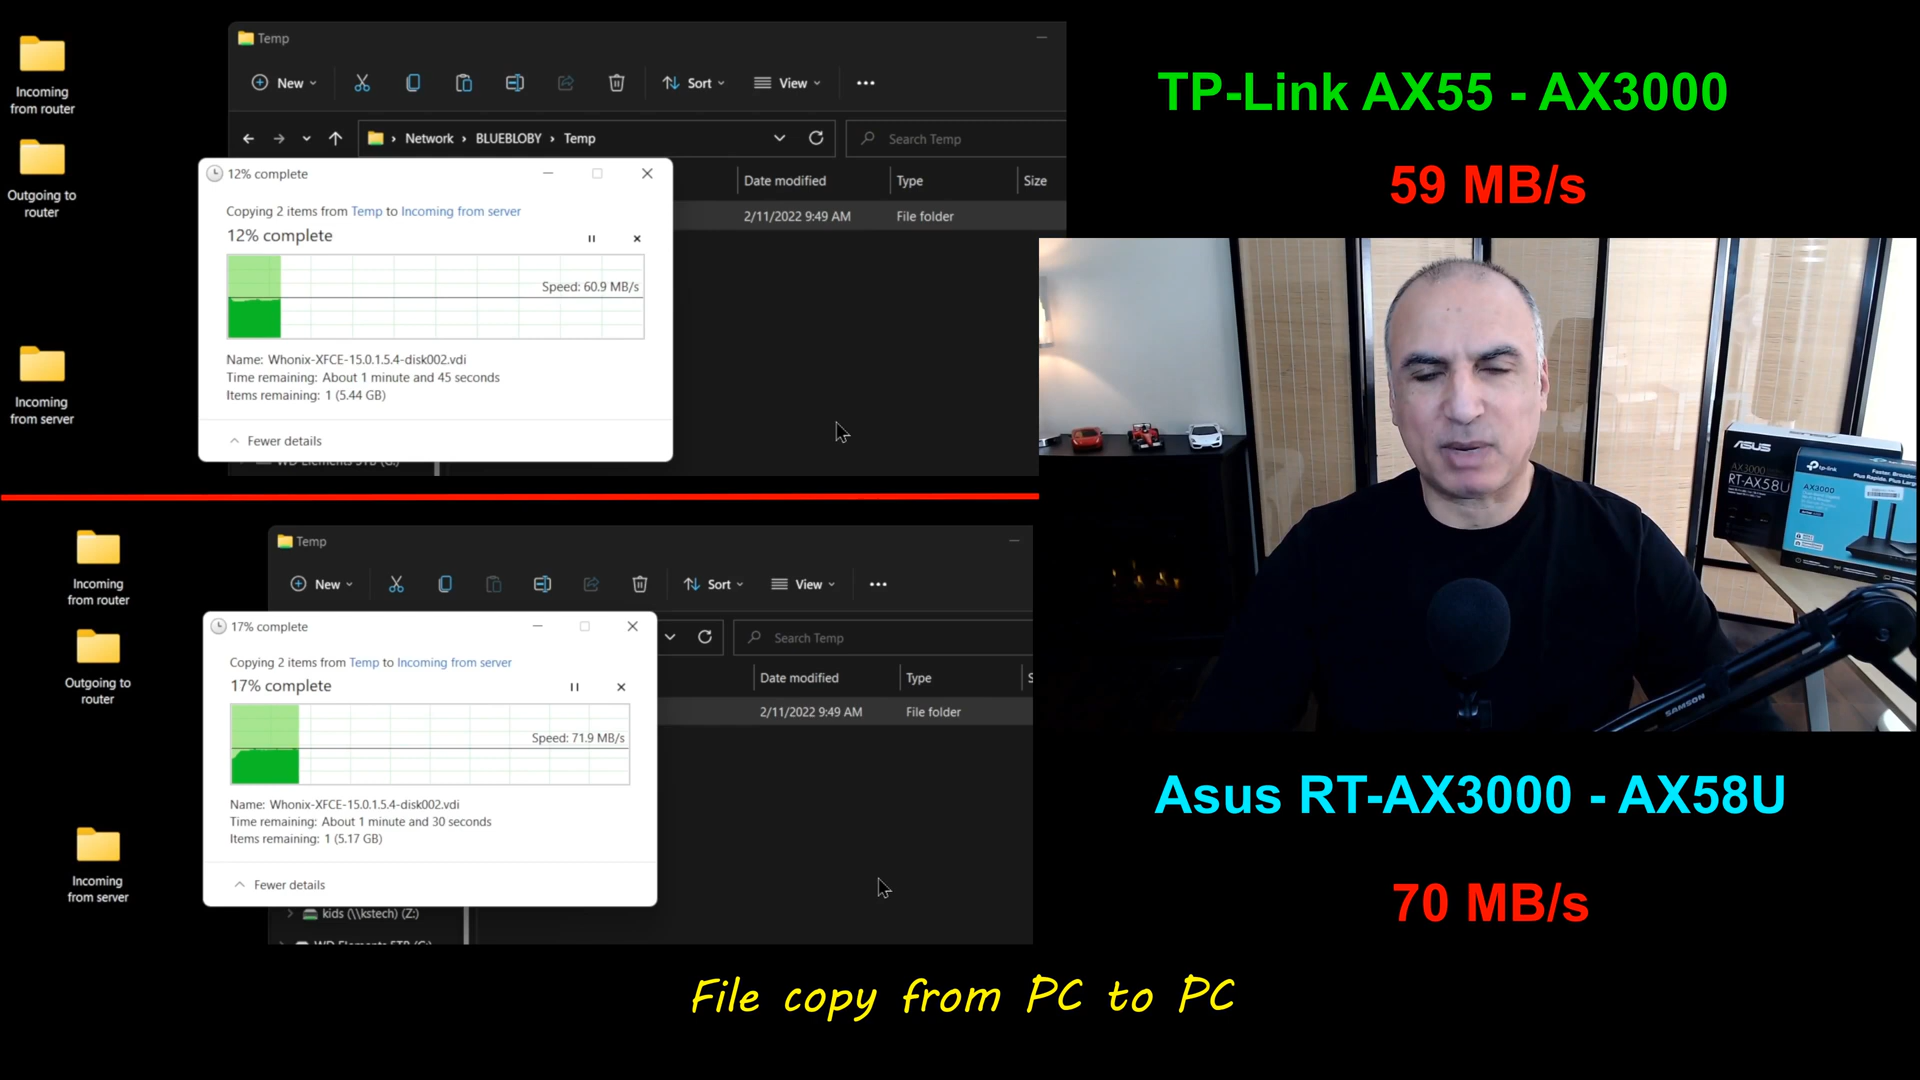 Incoming
from router
Outgoing to
router
Incoming
from server
Temp
New
Sort
View
Network
BLUEBLOBY
Temp
Search Temp
Date modified
Type
Size
2/11/2022 9:49 AM
File folder
12% complete
Copying 2 items from Temp to Incoming from server
12% complete
Speed: 60.9 MB/s
Name: Whonix-XFCE-15.0.1.5.4-disk002.vdi
Time remaining: About 1 minute and 45 seconds
Items remaining: 1 (5.44 GB)
Fewer details
TP-Link AX55 - AX3000
59 MB/s
ASUS
AX3000
RT-AX58U
tp-link
AX3000
SAMSON
Incoming
from router
Outgoing to
router
Incoming
from server
Temp
New
Sort
View
Search Temp
Date modified
Type
2/11/2022 9:49 AM
File folder
17% complete
Copying 2 items from Temp to Incoming from server
17% complete
Speed: 71.9 MB/s
Name: Whonix-XFCE-15.0.1.5.4-disk002.vdi
Time remaining: About 1 minute and 30 seconds
Items remaining: 1 (5.17 GB)
Fewer details
kids (\\kstech) (Z:)
Asus RT-AX3000 - AX58U
70 MB/s
File copy from PC to PC